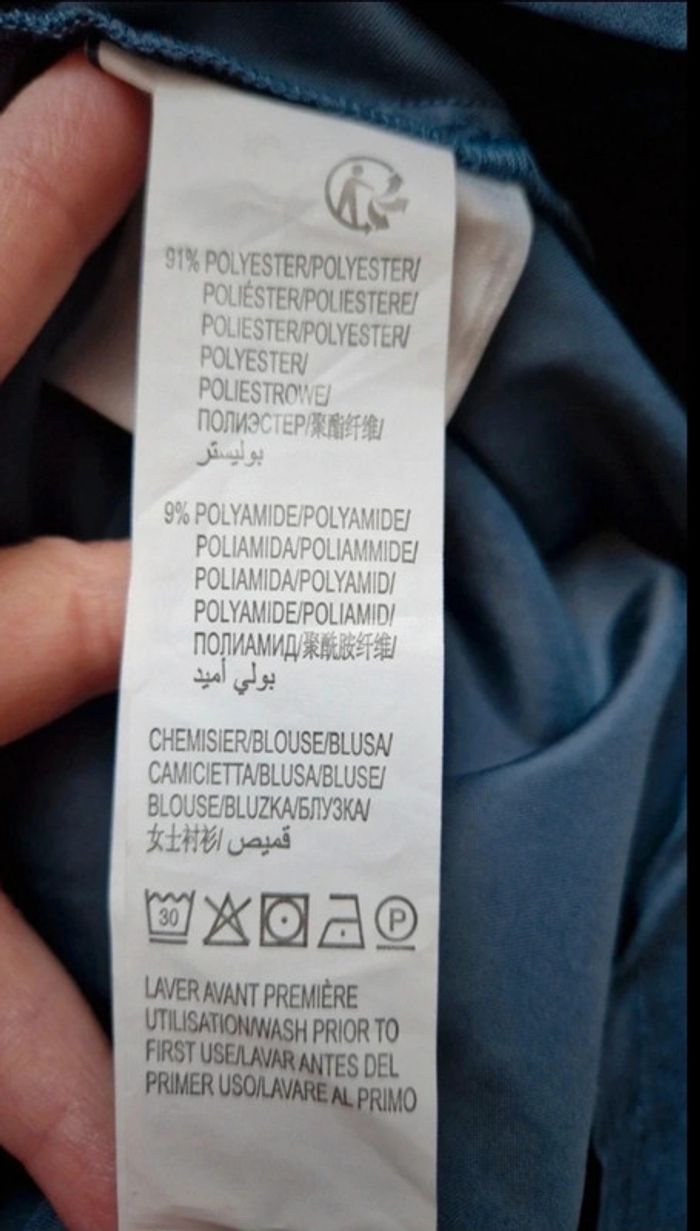 91% POLYESTER/POLYESTER/
POLIÉSTER/POLIESTERE/
POLIESTER/POLYESTER/
POLYESTER/
POLIESTROWE/
ПОЛИЭСТЕР/聚酯纤维/
بوليستر
9% POLYAMIDE/POLYAMIDE/
POLIAMIDA/POLIAMMIDE/
POLIAMIDA/POLYAMID/
POLYAMIDE/POLIAMID/
ПОЛИАМИД/聚酰胺纤维/
بولي أميد
CHEMISIER/BLOUSE/BLUSA/
CAMICIETTA/BLUSA/BLUSE/
BLOUSE/BLUZKA/БЛУЗКА/
女士衬衫/ قميص
30 P
LAVER AVANT PREMIÈRE
UTILISATION/WASH PRIOR TO
FIRST USE/LAVAR ANTES DEL
PRIMER USO/LAVARE AL PRIMO